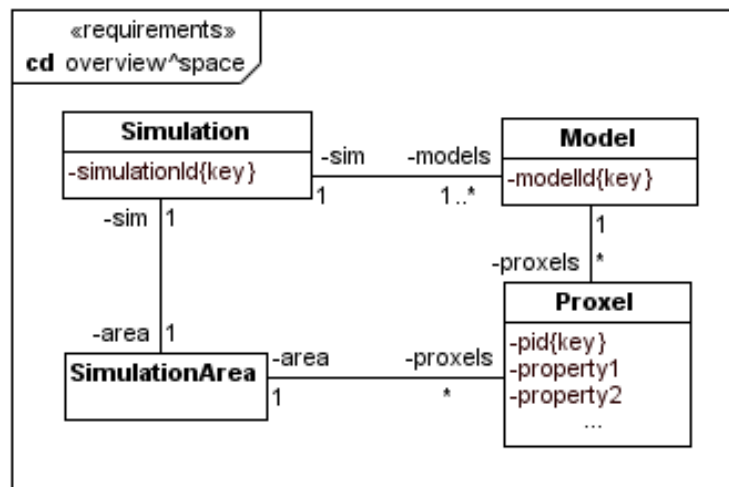 «requirements»
cd overview^space
Simulation
-simulationId{key}
-sim
-models
1
1..*
Model
-modelId{key}
-sim
1
1
-proxels
*
-area
1
SimulationArea
-area
-proxels
1
*
Proxel
-pid{key}
-property1
-property2
...